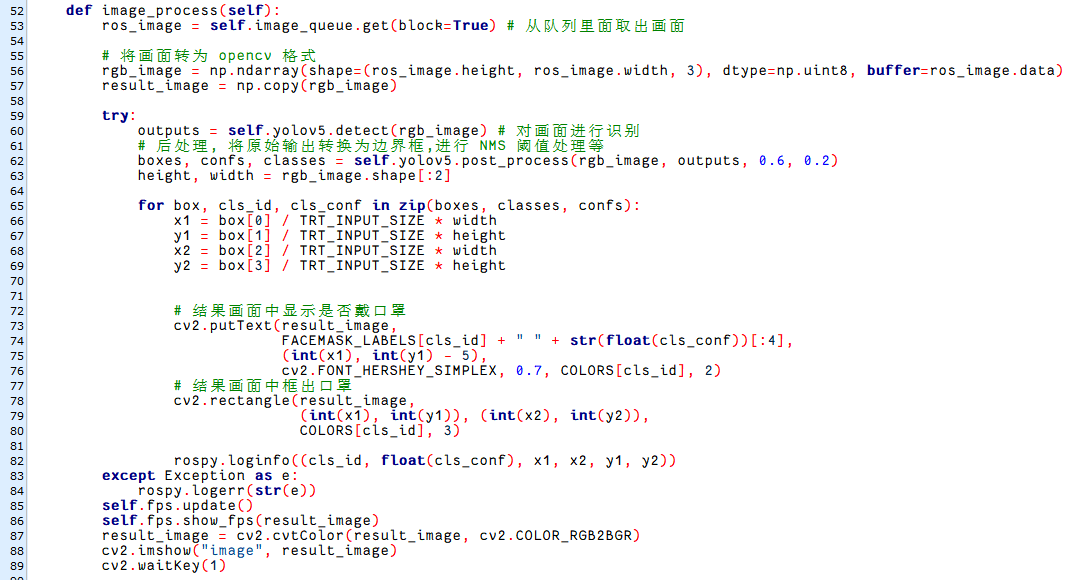 52 def image_process(self):
53 ros_image = self.image_queue.get(block=True) # 从队列里面取出画面
54
55 # 将画面转为 opencv 格式
56 rgb_image = np.ndarray(shape=(ros_image.height, ros_image.width, 3), dtype=np.uint8, buffer=ros_image.data)
57 result_image = np.copy(rgb_image)
58
59 try:
60 outputs = self.yolov5.detect(rgb_image) # 对画面进行识别
61 # 后处理, 将原始输出转换为边界框,进行 NMS 阈值处理等
62 boxes, confs, classes = self.yolov5.post_process(rgb_image, outputs, 0.6, 0.2)
63 height, width = rgb_image.shape[:2]
64
65 for box, cls_id, cls_conf in zip(boxes, classes, confs):
66 x1 = box[0] / TRT_INPUT_SIZE * width
67 y1 = box[1] / TRT_INPUT_SIZE * height
68 x2 = box[2] / TRT_INPUT_SIZE * width
69 y2 = box[3] / TRT_INPUT_SIZE * height
70
71
72 # 结果画面中显示是否戴口罩
73 cv2.putText(result_image,
74 FACEMASK_LABELS[cls_id] + " " + str(float(cls_conf))[:4],
75 (int(x1), int(y1) - 5),
76 cv2.FONT_HERSHEY_SIMPLEX, 0.7, COLORS[cls_id], 2)
77 # 结果画面中框出口罩
78 cv2.rectangle(result_image,
79 (int(x1), int(y1)), (int(x2), int(y2)),
80 COLORS[cls_id], 3)
81
82 rospy.loginfo((cls_id, float(cls_conf), x1, x2, y1, y2))
83 except Exception as e:
84 rospy.logerr(str(e))
85 self.fps.update()
86 self.fps.show_fps(result_image)
87 result_image = cv2.cvtColor(result_image, cv2.COLOR_RGB2BGR)
88 cv2.imshow("image", result_image)
89 cv2.waitKey(1)